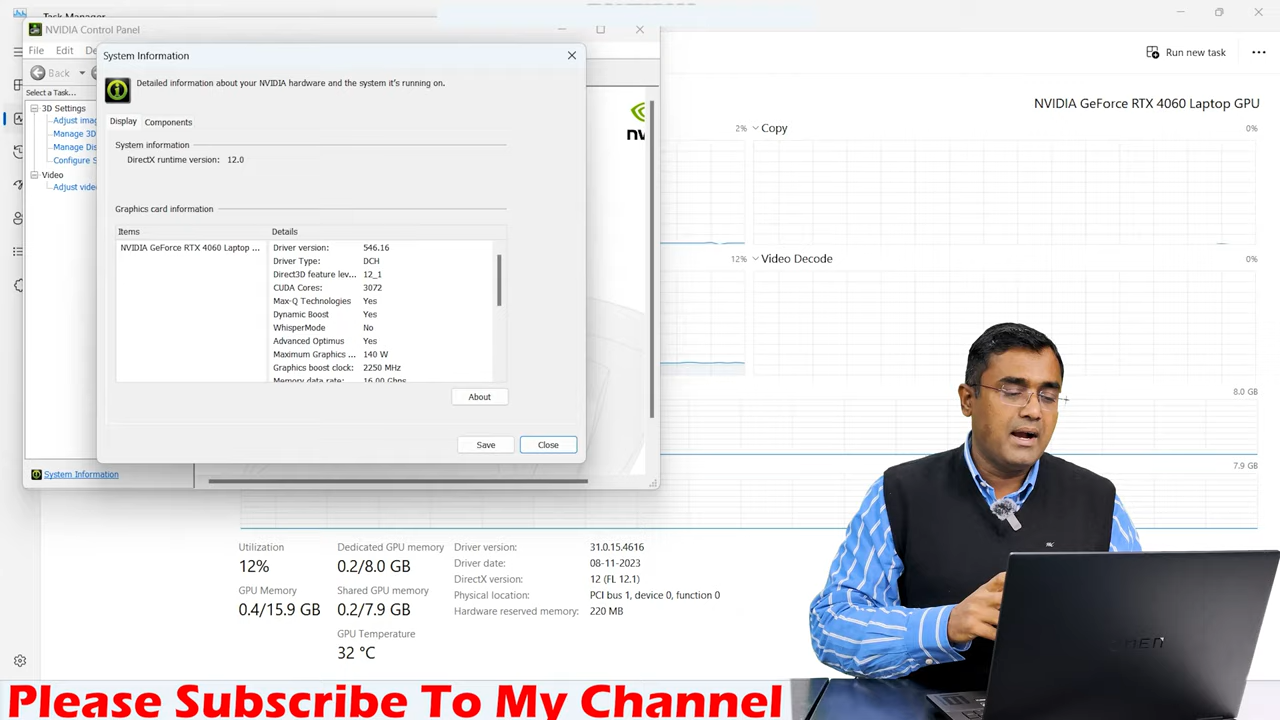 Task Manager
NVIDIA Control Panel
File Edit
System Information
Run new task
Back
Detailed information about your NVIDIA hardware and the system it's running on.
Select a Task...
NVIDIA GeForce RTX 4060 Laptop GPU
3D Settings
Adjust imag
Manage 3D
Manage Dis
Configure S
Video
Adjust vide
Display Components
2% Copy 0%
System information
DirectX runtime version: 12.0
Graphics card information
Items Details
NVIDIA GeForce RTX 4060 Laptop ...
Driver version: 546.16
Driver Type: DCH
Direct3D feature lev... 12_1
CUDA Cores: 3072
Max-Q Technologies Yes
Dynamic Boost Yes
WhisperMode No
Advanced Optimus Yes
Maximum Graphics ... 140 W
Graphics boost clock: 2250 MHz
Memory data rate: 16.00 Gbps
12% Video Decode 0%
8.0 GB
7.9 GB
About
Save Close
System Information
Utilization
12%
GPU Memory
0.4/15.9 GB
Dedicated GPU memory
0.2/8.0 GB
Shared GPU memory
0.2/7.9 GB
GPU Temperature
32 °C
Driver version: 31.0.15.4616
Driver date: 08-11-2023
DirectX version: 12 (FL 12.1)
Physical location: PCI bus 1, device 0, function 0
Hardware reserved memory: 220 MB
Please Subscribe To My Channel